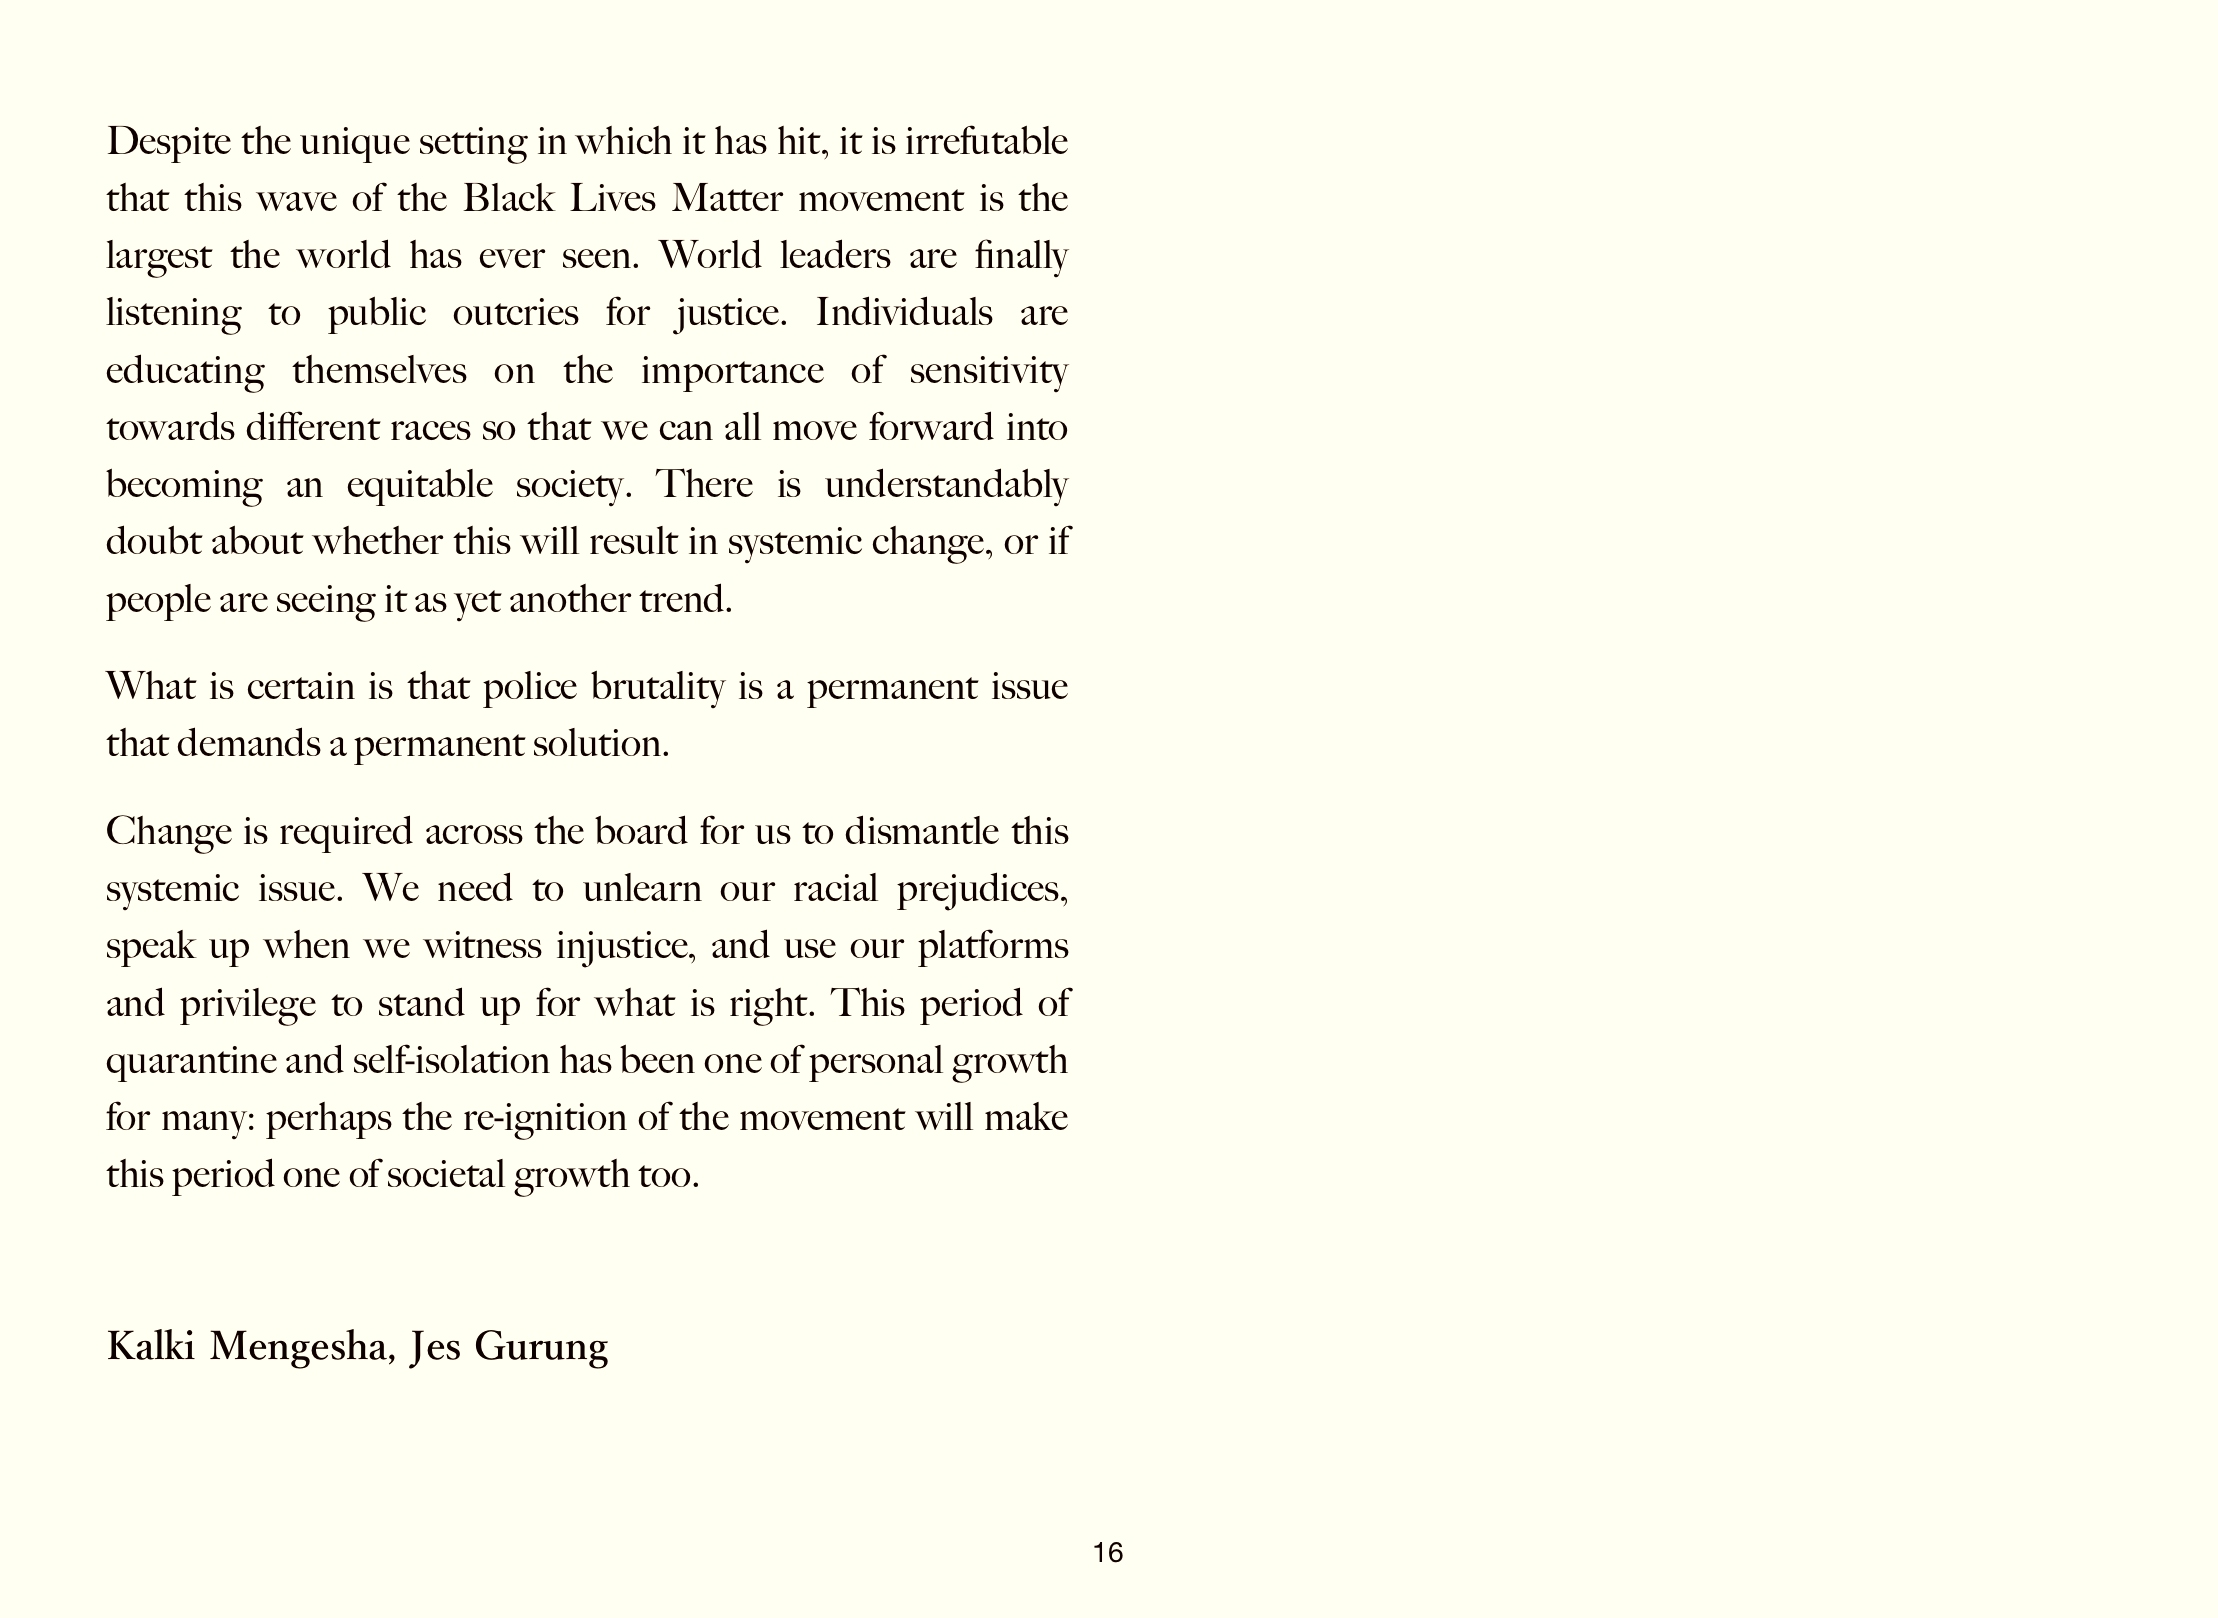 Despite the unique setting in which it has hit, it is irrefutable
that this wave of the Black Lives Matter movement is the
largest the world has ever seen. World leaders are finally
listening to public outcries for justice. Individuals are
educating themselves on the importance of sensitivity
towards different races so that we can all move forward into
becoming an equitable society. There is understandably
doubt about whether this will result in systemic change, or if
people are seeing it as yet another trend.
What is certain is that police brutality is a permanent issue
that demands a permanent solution.
Change is required across the board for us to dismantle this
systemic issue. We need to unlearn our racial prejudices,
speak up when we witness injustice, and use our platforms
and privilege to stand up for what is right. This period of
quarantine and self-isolation has been one of personal growth
for many: perhaps the re-ignition of the movement will make
this period one of societal growth too.
Kalki Mengesha, Jes Gurung
16